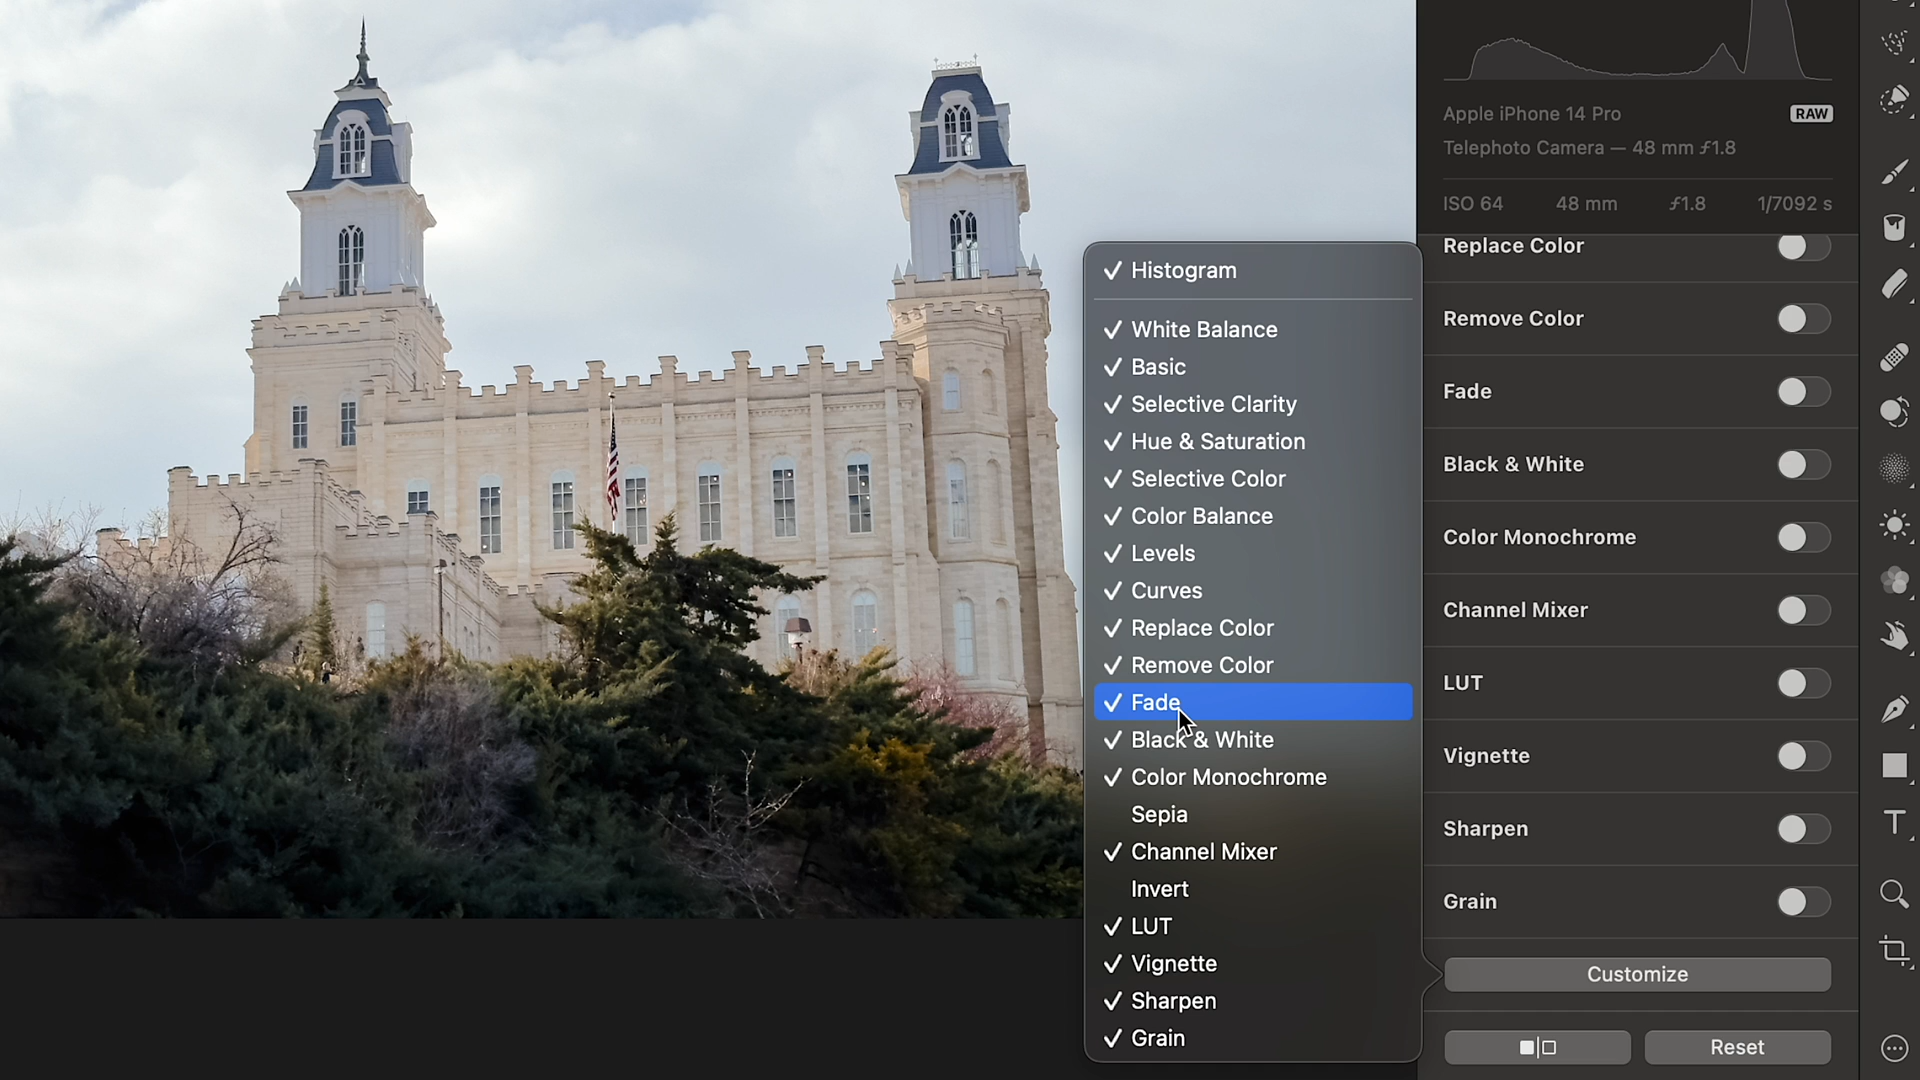 Apple iPhone 14 Pro RAW
Telephoto Camera — 48 mm ƒ1.8
ISO 64 48 mm ƒ1.8 1/7092 s
Replace Color
Remove Color
Fade
Black & White
Color Monochrome
Channel Mixer
LUT
Vignette
Sharpen
Grain
Customize
Reset
✓ Histogram
✓ White Balance
✓ Basic
✓ Selective Clarity
✓ Hue & Saturation
✓ Selective Color
✓ Color Balance
✓ Levels
✓ Curves
✓ Replace Color
✓ Remove Color
✓ Fade
✓ Black & White
✓ Color Monochrome
Sepia
✓ Channel Mixer
Invert
✓ LUT
✓ Vignette
✓ Sharpen
✓ Grain